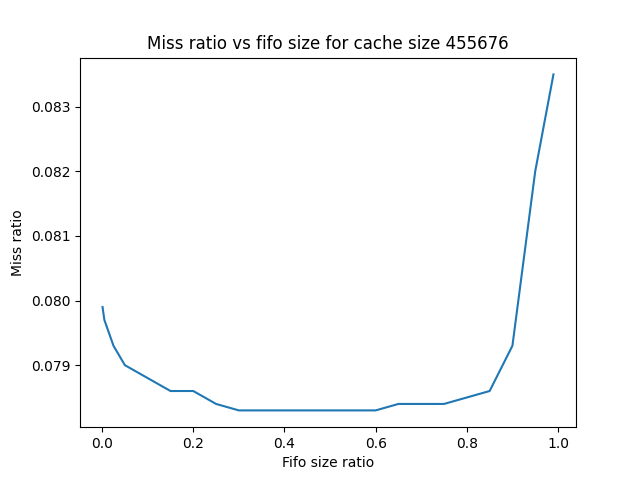 Miss ratio vs fifo size for cache size 455676
0.083
0.082
0.081
0.080
0.079
Miss ratio
0.0 0.2 0.4 0.6 0.8 1.0
Fifo size ratio